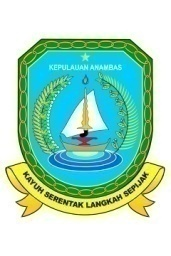 KEPULAUAN ANAMBAS
KAYUH SERENTAK LANGKAH SEPIJAK